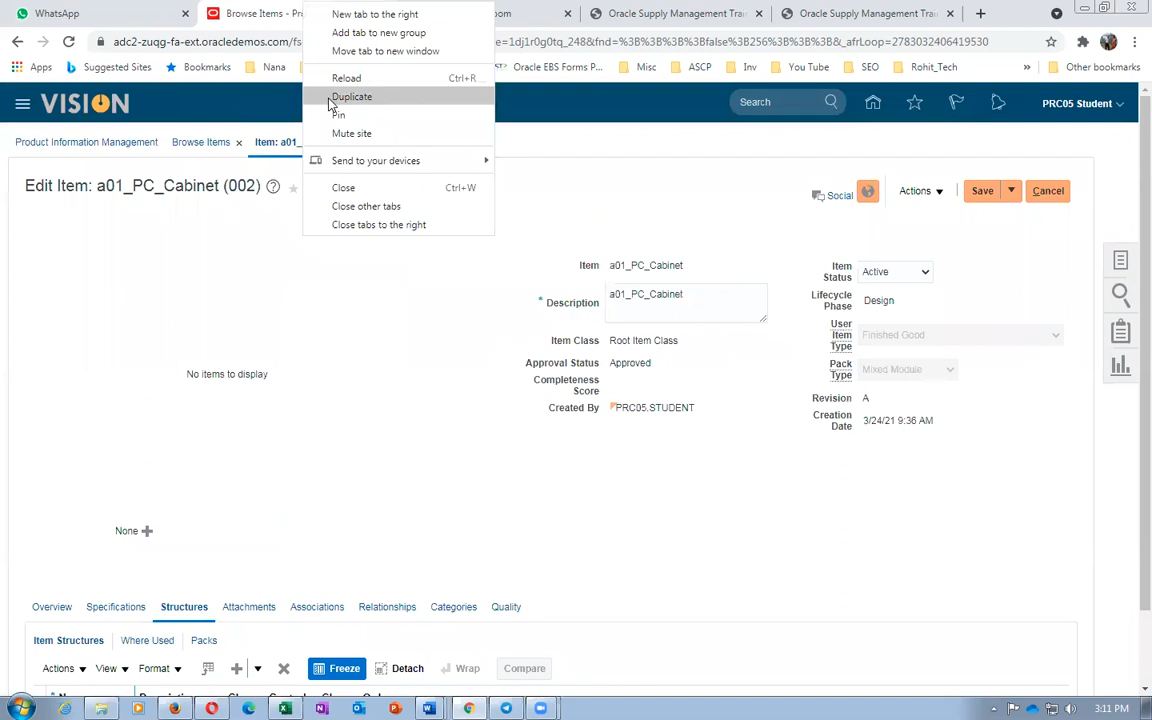 WhatsApp
Browse Items - Pro
oom
Oracle Supply Management Trai
Oracle Supply Management Trai
adc2-zuqg-fa-ext.oracledemos.com/fs
=1dj1r0g0tq_248&fnd=%3B%3B%3B%3Bfalse%3B256%3B%3B%3B&_afrLoop=2783032406419530
Apps
Suggested Sites
Bookmarks
Nana
Oracle EBS Forms P...
Misc
ASCP
Inv
You Tube
SEO
Rohit_Tech
»
Other bookmarks
New tab to the right
Add tab to new group
Move tab to new window
Reload Ctrl+R
Duplicate
Pin
Mute site
Send to your devices
Close Ctrl+W
Close other tabs
Close tabs to the right
VISION
Search
PRC05 Student
Product Information Management
Browse Items
Item: a01_
Edit Item: a01_PC_Cabinet (002)
Social
Actions
Save
Cancel
Item a01_PC_Cabinet
* Description a01_PC_Cabinet
Item Class Root Item Class
Approval Status Approved
Completeness
Score
Created By PRC05.STUDENT
Item
Status Active
Lifecycle
Phase Design
User
Item
Type Finished Good
Pack
Type Mixed Module
Revision A
Creation
Date 3/24/21 9:36 AM
No items to display
None
Overview
Specifications
Structures
Attachments
Associations
Relationships
Categories
Quality
Item Structures
Where Used
Packs
Actions
View
Format
Freeze
Detach
Wrap
Compare
3:11 PM